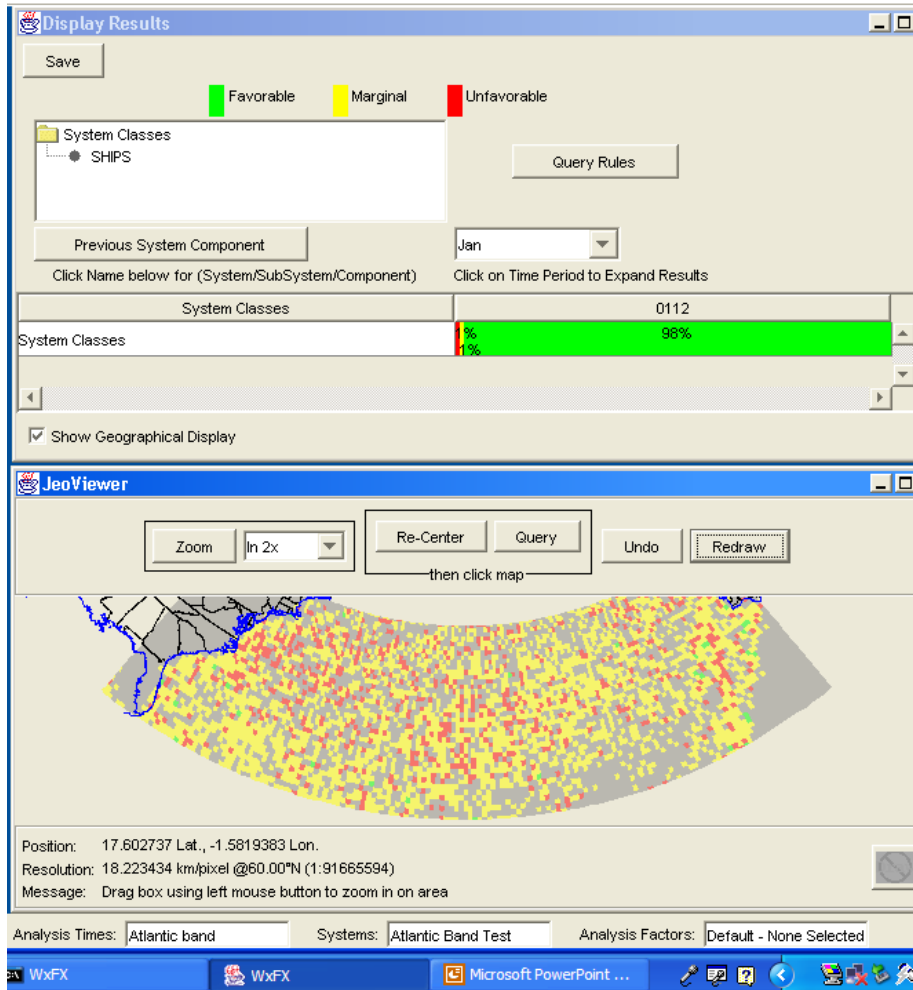 Display Results
Save
Favorable Marginal Unfavorable
System Classes
SHIPS
Query Rules
Previous System Component
Jan
Click Name below for (System/SubSystem/Component) Click on Time Period to Expand Results
System Classes 0112
System Classes 1% 98%
1%
Show Geographical Display
JeoViewer
Zoom In 2x Re-Center Query Undo Redraw
then click map
Position: 17.602737 Lat., -1.5819383 Lon.
Resolution: 18.223434 km/pixel @60.00°N (1:91665594)
Message: Drag box using left mouse button to zoom in on area
Analysis Times: Atlantic band Systems: Atlantic Band Test Analysis Factors: Default - None Selected
WxFX WxFX Microsoft PowerPoint ...